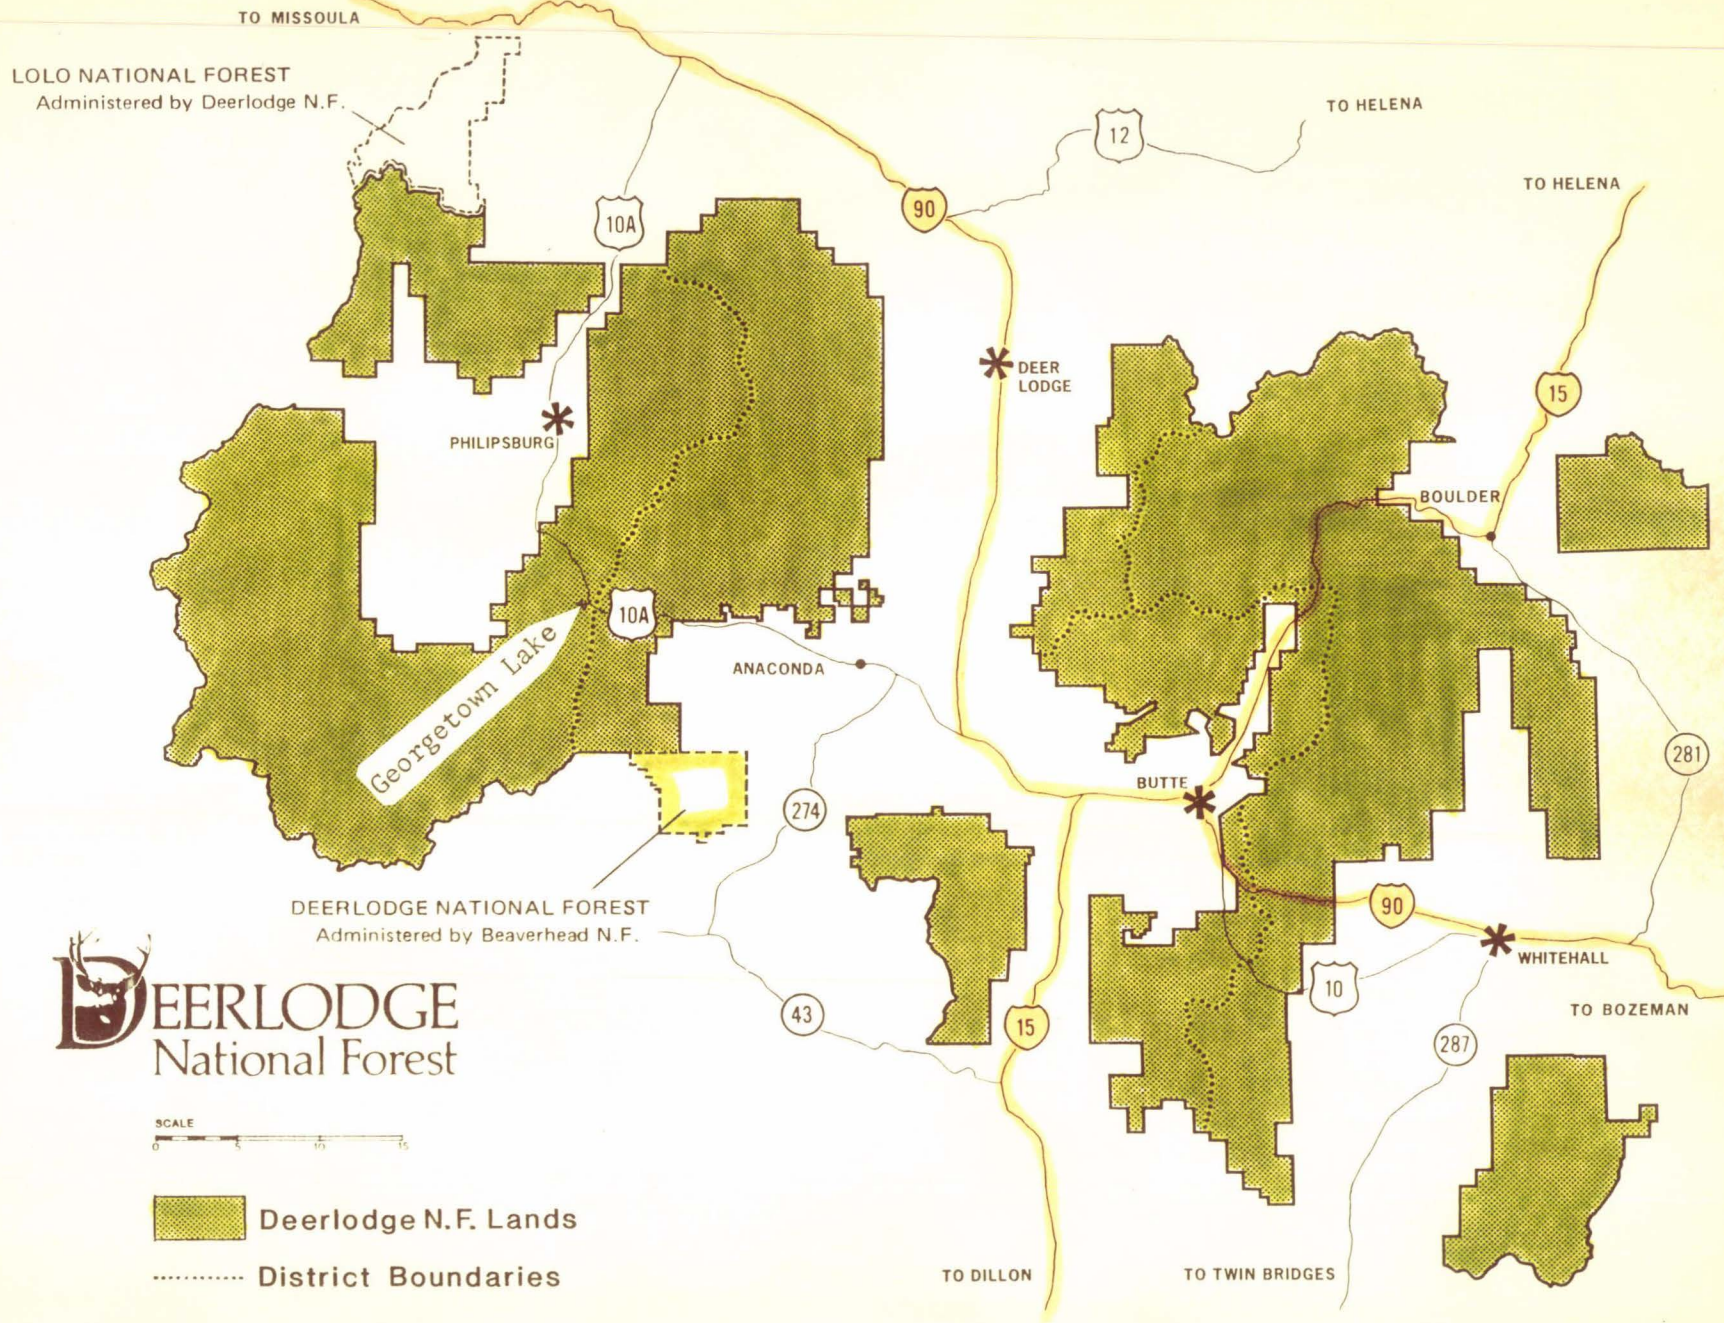 TO MISSOULA
LOLO NATIONAL FOREST
Administered by Deerlodge N.F.
TO HELENA
12
TO HELENA
90
10A
DEER
LODGE
15
PHILIPSBURG
BOULDER
10A
Georgetown Lake
ANACONDA
281
BUTTE
274
DEERLODGE NATIONAL FOREST
Administered by Beaverhead N.F.
90
WHITEHALL
10
TO BOZEMAN
43
15
287
DEERLODGE
National Forest
SCALE
0 5 10 15
Deerlodge N.F. Lands
District Boundaries
TO DILLON
TO TWIN BRIDGES